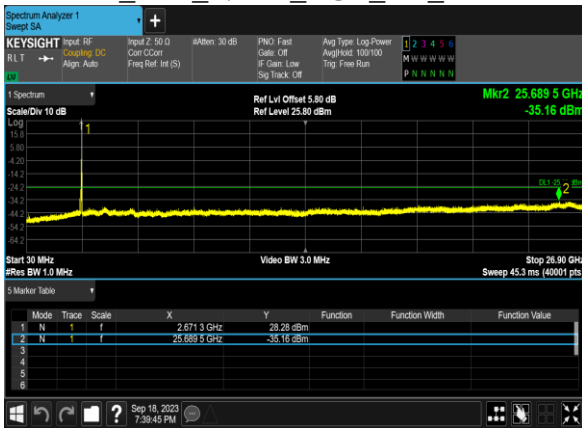 Spectrum Analyzer 1
Swept SA
KEYSIGHT
RLT
LV
Input: RF
Coupling: DC
Align: Auto
Input Z: 50 Ω
Corr CCorr
Freq Ref: Int (S)
#Atten: 30 dB
PNO: Fast
Gate: Off
IF Gain: Low
Sig Track: Off
Avg Type: Log-Power
Avg|Hold: 100/100
Trig: Free Run
1 2 3 4 5 6
M W W W W W
P N N N N N
1 Spectrum
Scale/Div 10 dB
Log
Ref Lvl Offset 5.80 dB
Ref Level 25.80 dBm
Mkr2 25.689 5 GHz
-35.16 dBm
15.8
5.80
-4.20
-14.2
-24.2
-34.2
-44.2
-54.2
-64.2
1
2
Start 30 MHz
#Res BW 1.0 MHz
Video BW 3.0 MHz
Stop 26.90 GHz
Sweep 45.3 ms (40001 pts
5 Marker Table
Mode Trace Scale X Y Function Function Width Function Value
1 N 1 f 2.671 3 GHz 28.28 dBm
2 N 1 f 25.689 5 GHz -35.16 dBm
3
4
5
6
?
Sep 18, 2023
7:39:45 PM